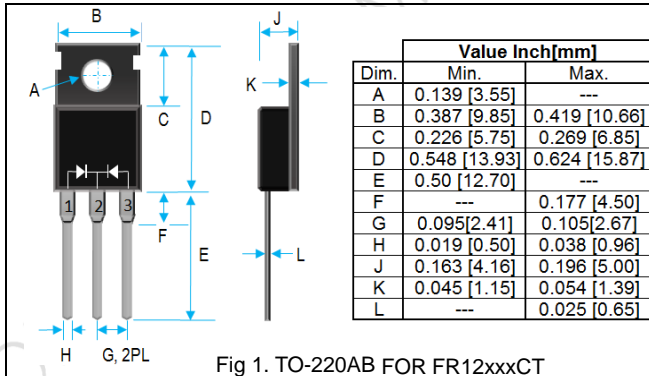 B
A
C
D
1 2 3
F
E
H
G, 2PL
J
K
L
Value Inch[mm]
Dim. Min. Max.
A 0.139 [3.55] ---
B 0.387 [9.85] 0.419 [10.66]
C 0.226 [5.75] 0.269 [6.85]
D 0.548 [13.93] 0.624 [15.87]
E 0.50 [12.70] ---
F --- 0.177 [4.50]
G 0.095[2.41] 0.105[2.67]
H 0.019 [0.50] 0.038 [0.96]
J 0.163 [4.16] 0.196 [5.00]
K 0.045 [1.15] 0.054 [1.39]
L --- 0.025 [0.65]
Fig 1. TO-220AB FOR FR12xxxCT